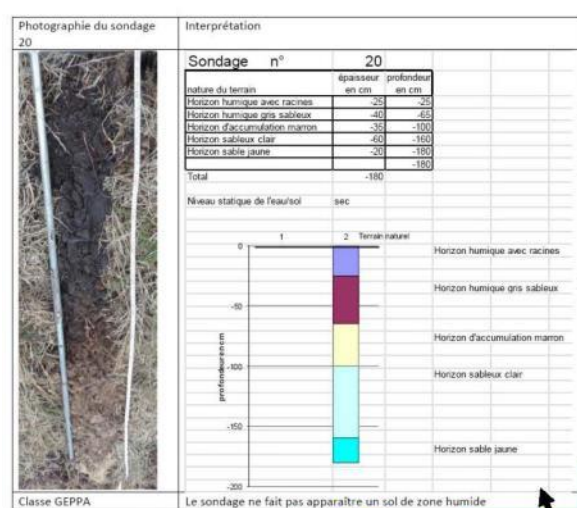 Photographie du sondage 20
Interprétation
Sondage n° 20
nature du terrain
épaisseur en cm
profondeur en cm
Horizon humique avec racines -25 -25
Horizon humique gris sableux -40 -65
Horizon d'accumulation marron -35 -100
Horizon sableux clair -60 -160
Horizon sable jaune -20 -180
-180
Total -180
Niveau statique de l'eau/sol sec
1 2 Terrain naturel
0
-50
-100
-150
-200
profondeur en cm
Horizon humique avec racines
Horizon humique gris sableux
Horizon d'accumulation marron
Horizon sableux clair
Horizon sable jaune
Classe GEPPA
Le sondage ne fait pas apparaître un sol de zone humide